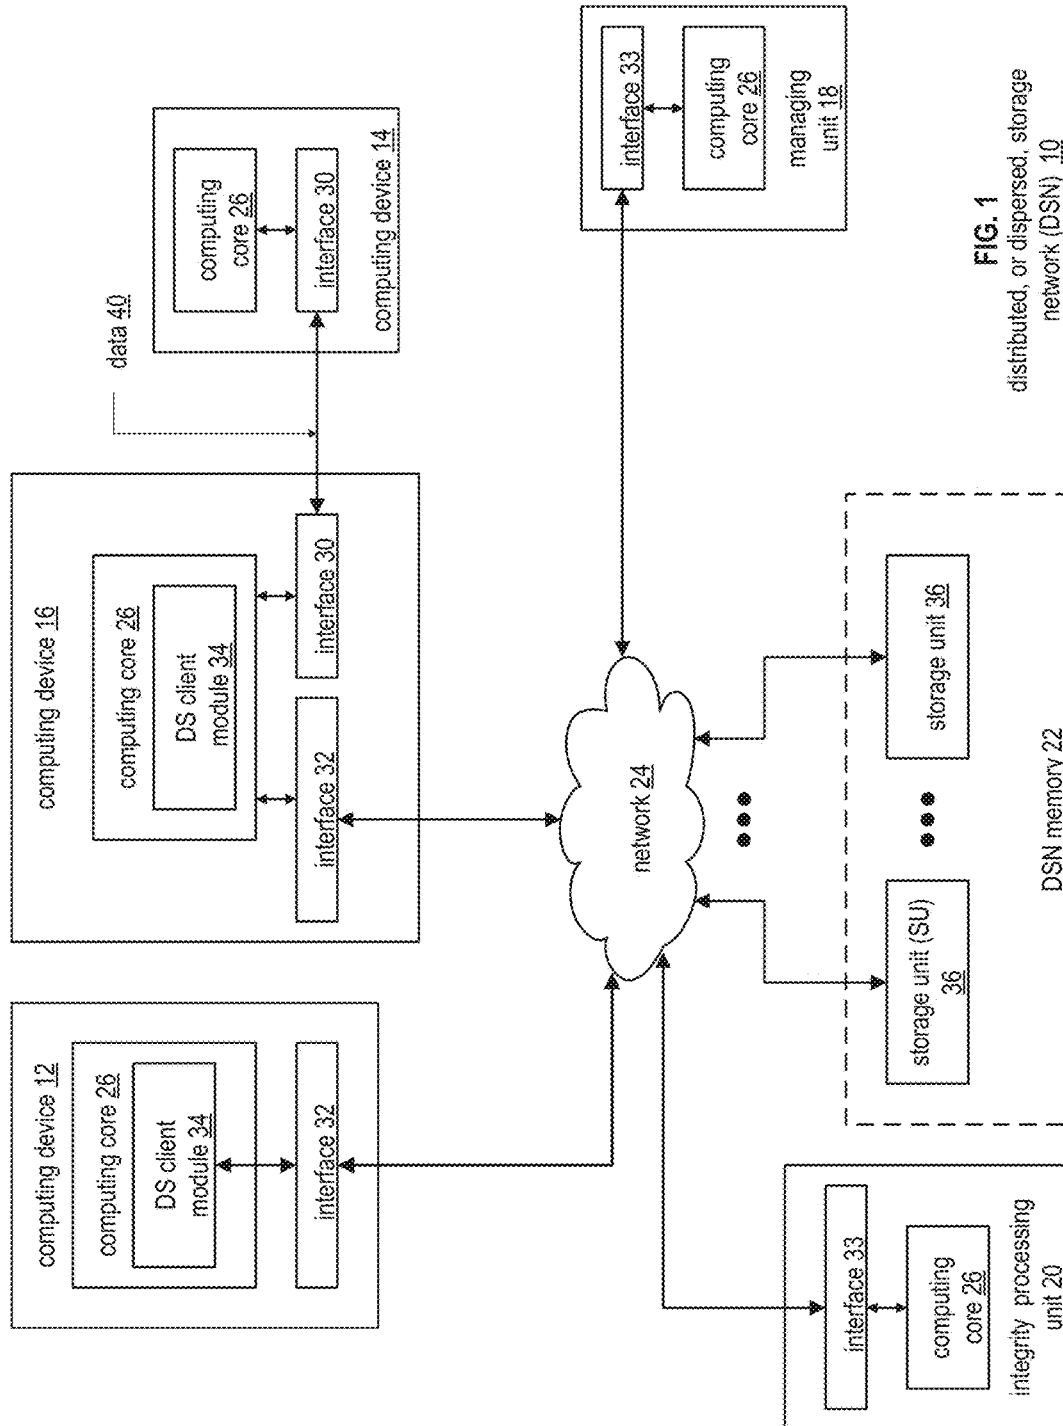 computing device 12
computing core 26
DS client
module 34
interface 32
computing device 16
computing core 26
DS client
module 34
interface 32
interface 30
data 40
computing
core 26
interface 30
computing device 14
network 24
interface 33
computing
core 26
managing
unit 18
interface 33
computing
core 26
integrity processing
unit 20
storage unit (SU)
36
storage unit 36
DSN memory 22
FIG. 1
distributed, or dispersed, storage
network (DSN) 10